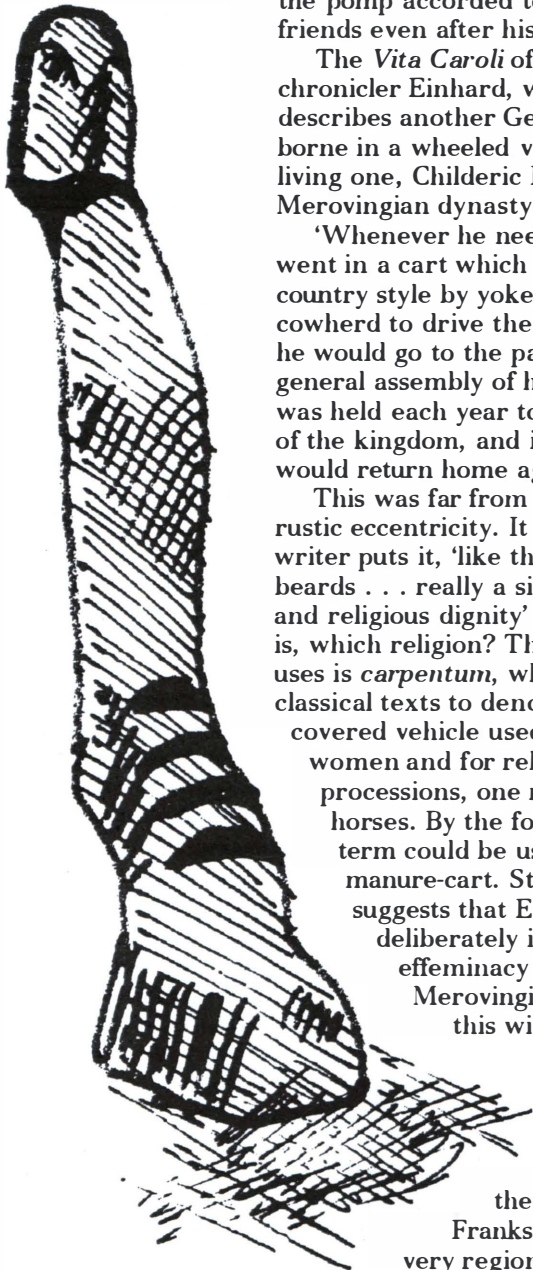 the pomp accorded to
friends even after his
The Vita Caroli of
chronicler Einhard, w
describes another Ge
borne in a wheeled v
living one, Childeric
Merovingian dynasty
‘Whenever he nee
went in a cart which
country style by yoke
cowherd to drive the
he would go to the pa
general assembly of h
was held each year to
of the kingdom, and i
would return home ag
This was far from
rustic eccentricity. It
writer puts it, ‘like th
beards . . . really a si
and religious dignity’
is, which religion? Th
uses is carpentum, wh
classical texts to deno
covered vehicle used
women and for rel
processions, one r
horses. By the fo
term could be us
manure-cart. St
suggests that E
deliberately i
effeminacy
Merovingi
this wi
the
Franks
very region